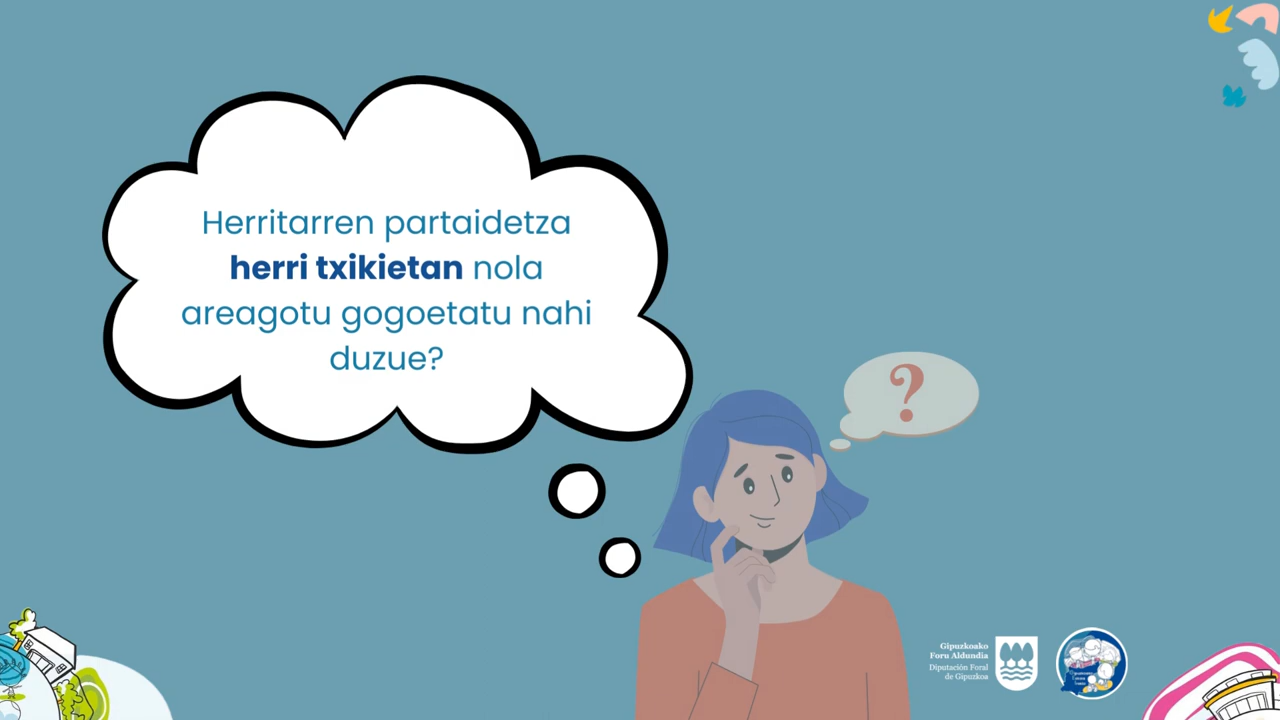 Herritarren partaidetza
herri txikietan nola
areagotu gogoetatu nahi
duzue?
?
Gipuzkoako
Foru Aldundia
Diputación Foral
de Gipuzkoa